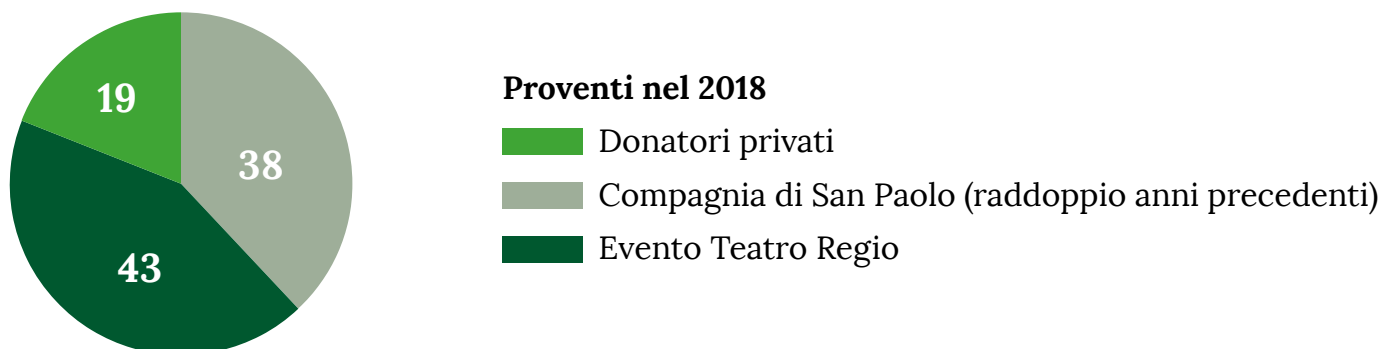 19
38
43
Proventi nel 2018
Donatori privati
Compagnia di San Paolo (raddoppio anni precedenti)
Evento Teatro Regio